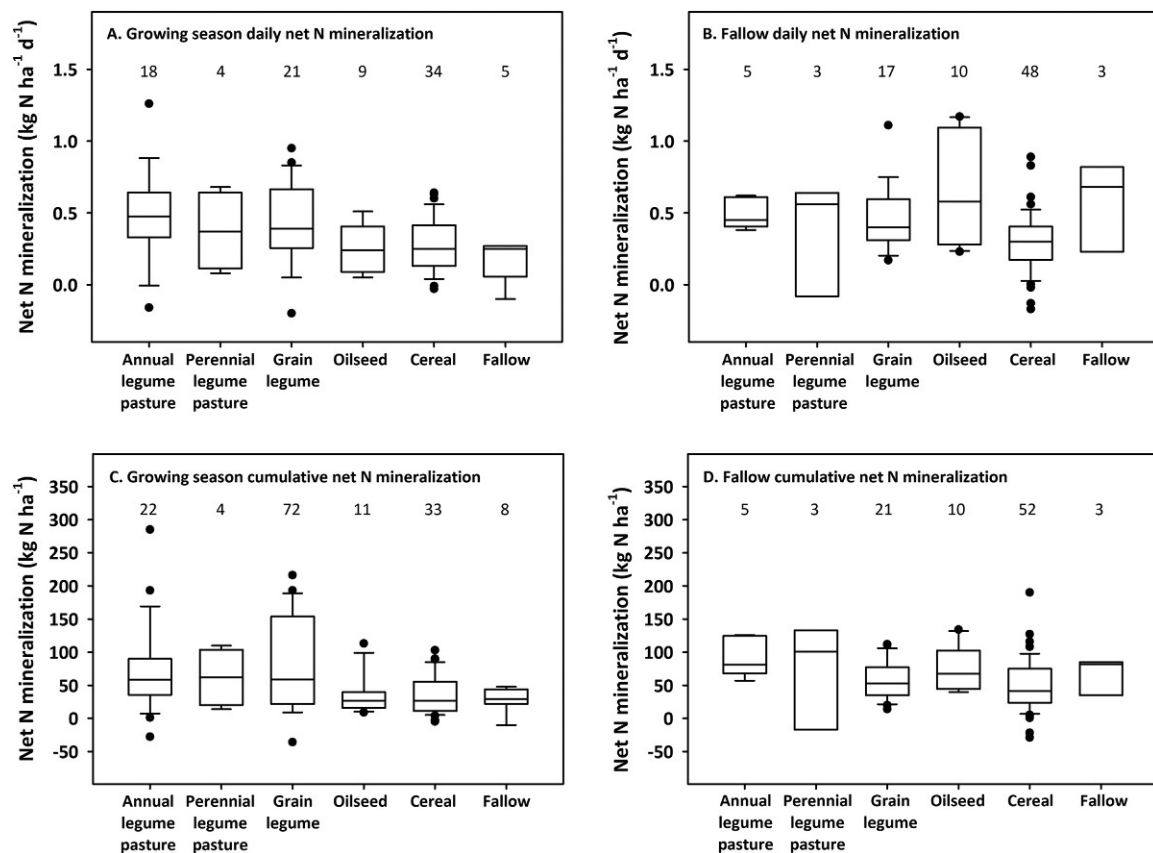 A. Growing season daily net N mineralization
18 4 21 9 34 5
Net N mineralization (kg N ha⁻¹ d⁻¹)
1.5
1.0
0.5
0.0
Annual Perennial Grain Oilseed Cereal Fallow
legume legume legume
pasture pasture
B. Fallow daily net N mineralization
5 3 17 10 48 3
Net N mineralization (kg N ha⁻¹ d⁻¹)
1.5
1.0
0.5
0.0
Annual Perennial Grain Oilseed Cereal Fallow
legume legume legume
pasture pasture
C. Growing season cumulative net N mineralization
22 4 72 11 33 8
Net N mineralization (kg N ha⁻¹)
350
300
250
200
150
100
50
0
-50
Annual Perennial Grain Oilseed Cereal Fallow
legume legume legume
pasture pasture
D. Fallow cumulative net N mineralization
5 3 21 10 52 3
Net N mineralization (kg N ha⁻¹)
350
300
250
200
150
100
50
0
-50
Annual Perennial Grain Oilseed Cereal Fallow
legume legume legume
pasture pasture